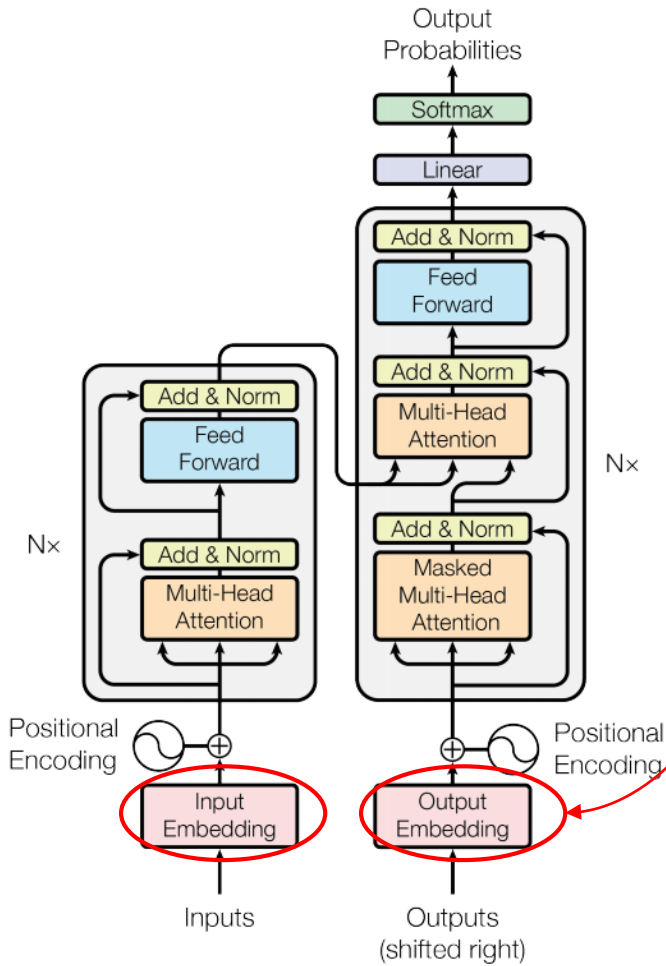 Output
Probabilities
Softmax
Linear
Add & Norm
Feed
Forward
Add & Norm
Multi-Head
Attention
Nx
Add & Norm
Masked
Multi-Head
Attention
Add & Norm
Feed
Forward
Nx
Add & Norm
Multi-Head
Attention
Positional
Encoding
Positional
Encoding
Input
Embedding
Output
Embedding
Inputs
Outputs
(shifted right)